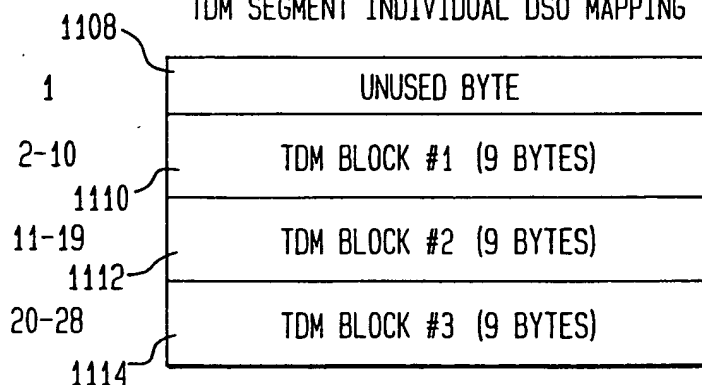 TDM SEGMENT INDIVIDUAL DSO MAPPING
1108
1 UNUSED BYTE
2-10 TDM BLOCK #1 (9 BYTES)
1110
11-19 TDM BLOCK #2 (9 BYTES)
1112
20-28 TDM BLOCK #3 (9 BYTES)
1114